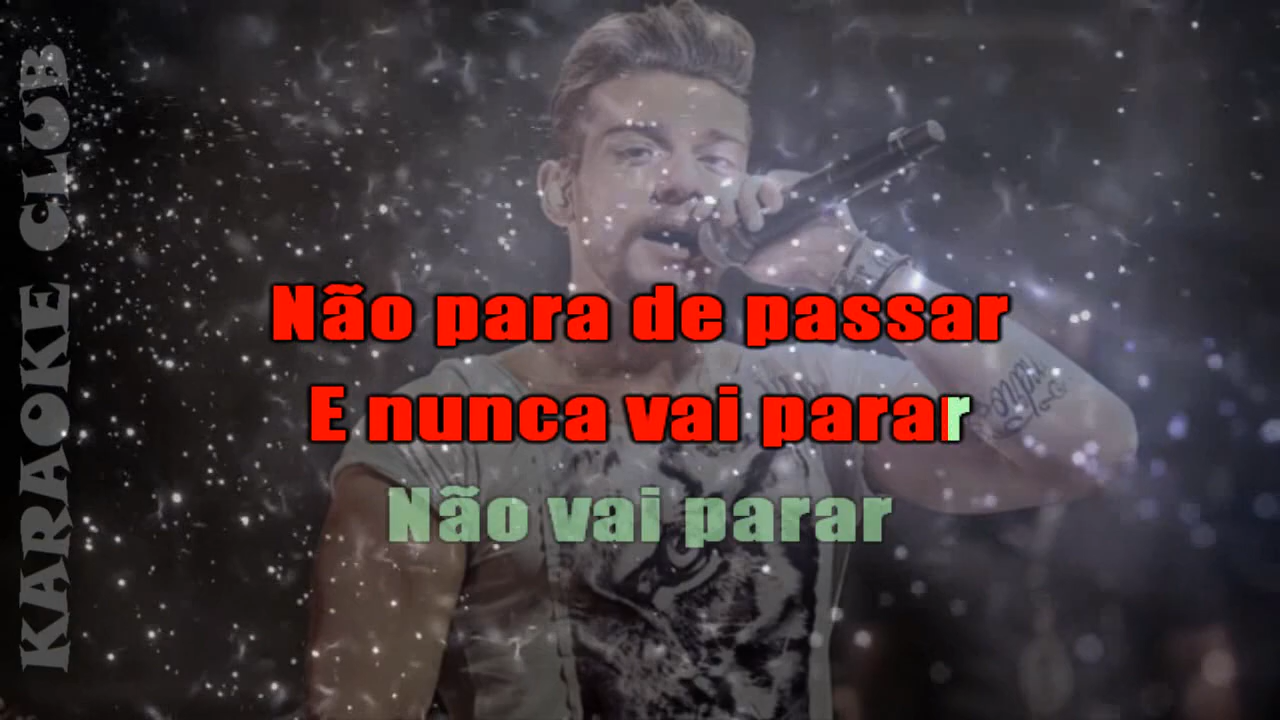 KARAOKE CLUB
Não para de passar
E nunca vai parar
Não vai parar